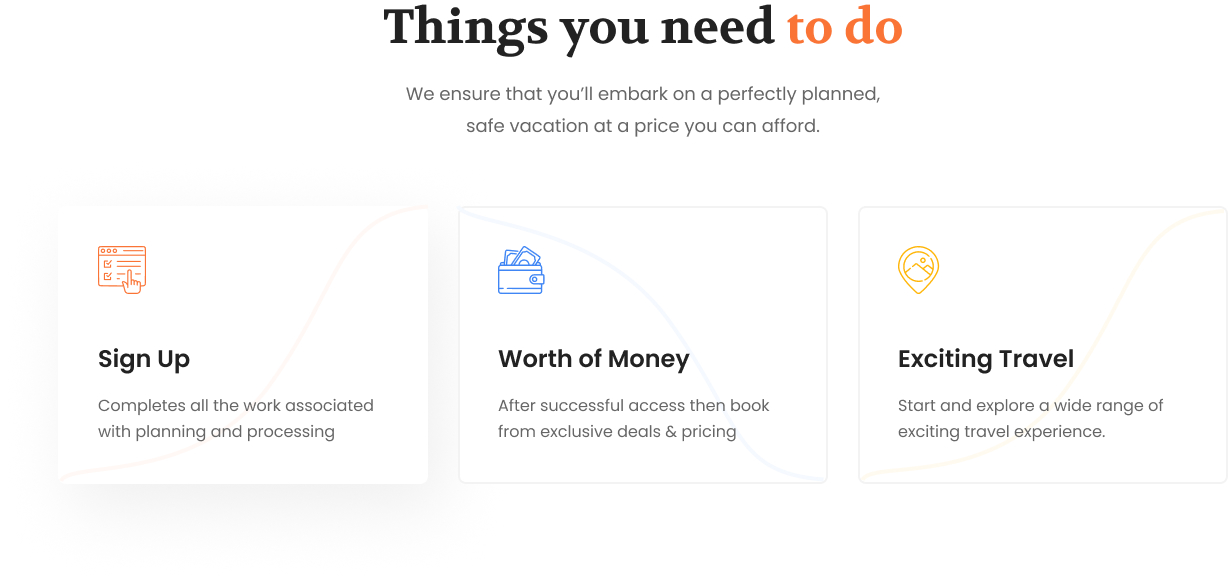 Things you need to do
We ensure that you’ll embark on a perfectly planned,
safe vacation at a price you can afford.
Sign Up
Completes all the work associated
with planning and processing
Worth of Money
After successful access then book
from exclusive deals & pricing
Exciting Travel
Start and explore a wide range of
exciting travel experience.